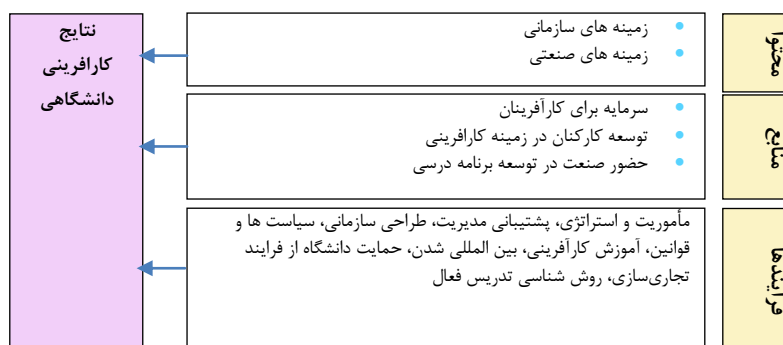 محتوا
زمینه های سازمانی
زمینه های صنعتی
منابع
سرمایه برای کارآفرینان
توسعه کارکنان در زمینه کارافرینی
حضور صنعت در توسعه برنامه درسی
فرایندها
مأموریت و استراتژی، پشتیبانی مدیریت، طراحی سازمانی، سیاست ها و
قوانین، آموزش کارآفرینی، بین المللی شدن، حمایت دانشگاه از فرایند
تجاری‌سازی، روش شناسی تدریس فعال
نتایج
کارافرینی
دانشگاهی